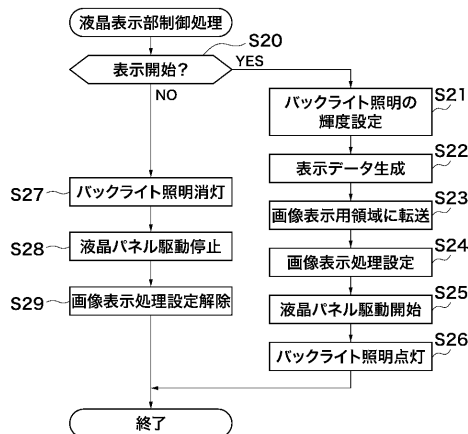 液晶表示部制御処理
S20
表示開始？
YES
NO
S21
バックライト照明の
輝度設定
S22
表示データ生成
S23
画像表示用領域に転送
S24
画像表示処理設定
S25
液晶パネル駆動開始
S26
バックライト照明点灯
S27
バックライト照明消灯
S28
液晶パネル駆動停止
S29
画像表示処理設定解除
終了